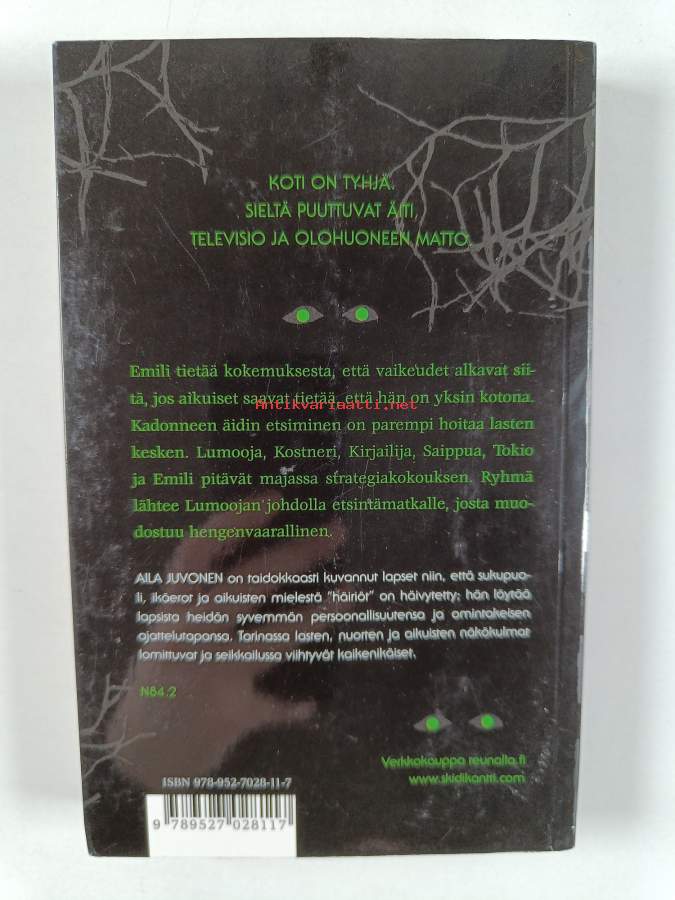 KOTI ON TYHJÄ.
SIELTÄ PUUTTUVAT ÄITI,
TELEVISIO JA OLOHUONEEN MATTO.
Emili tietää kokemuksesta, että vaikeudet alkavat sii-
tä, jos aikuiset saavat tietää, että hän on yksin kotona.
Antikvariaatti.net
Kadonneen äidin etsiminen on parempi hoitaa lasten
kesken. Lumooja, Kostneri, Kirjailija, Saippua, Tokio
ja Emili pitävät majassa strategiakokouksen. Ryhmä
lähtee Lumoojan johdolla etsintämatkalle, josta muo-
dostuu hengenvaarallinen.
AILA JUVONEN on taidokkaasti kuvannut lapset niin, että sukupuo-
li, ikäerot ja aikuisten mielestä "häiriöt" on häivytetty: hän löytää
lapsista heidän syvemmän persoonallisuutensa ja omintakeisen
ajattelutapansa. Tarinassa lasten, nuorten ja aikuisten näkökulmat
lomittuvat ja seikkailussa viihtyvät kaikenikäiset.
N84.2
Verkkokauppa reunalla.fi
www.skidikantti.com
ISBN 978-952-7028-11-7
9 789527 028117